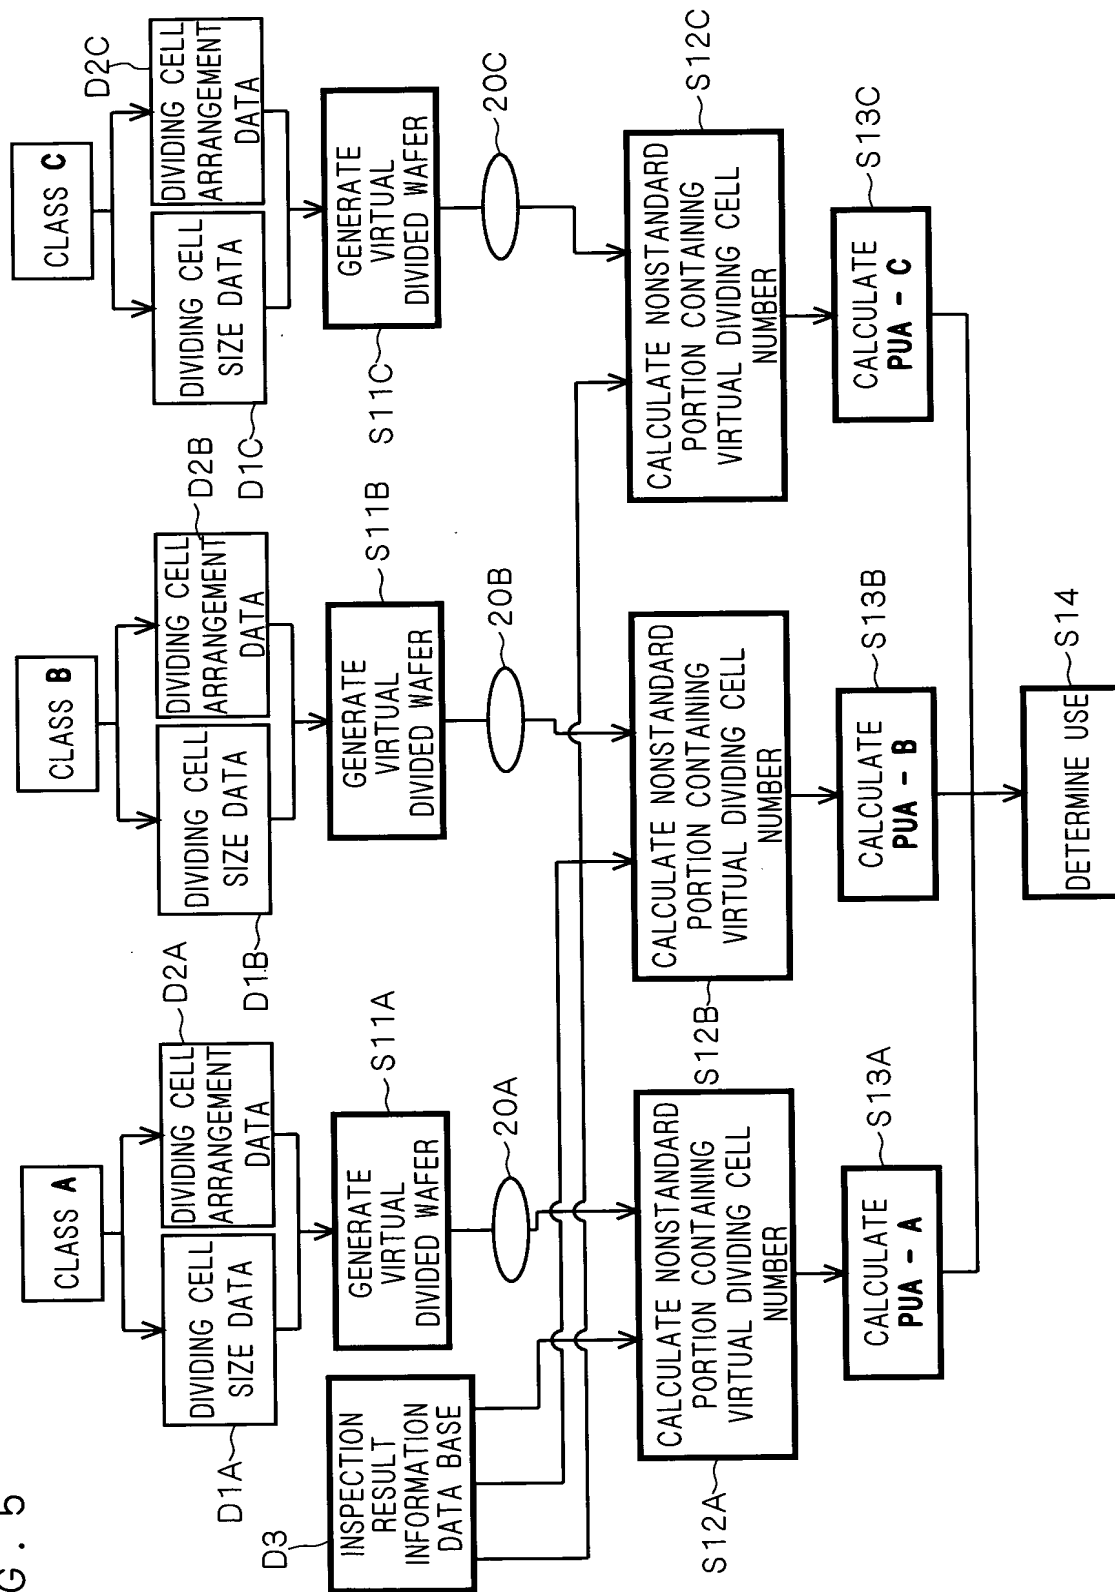 G . 5
CLASS A
CLASS B
CLASS C
D1A
DIVIDING CELL
SIZE DATA
D2A
DIVIDING CELL
ARRANGEMENT
DATA
D1B
DIVIDING CELL
SIZE DATA
D2B
DIVIDING CELL
ARRANGEMENT
DATA
D1C
DIVIDING CELL
SIZE DATA
D2C
DIVIDING CELL
ARRANGEMENT
DATA
D3
INSPECTION
RESULT
INFORMATION
DATA BASE
GENERATE
VIRTUAL
DIVIDED WAFER
S11A
GENERATE
VIRTUAL
DIVIDED WAFER
S11B
GENERATE
VIRTUAL
DIVIDED WAFER
S11C
20A
20B
20C
S12A
CALCULATE NONSTANDARD
PORTION CONTAINING
VIRTUAL DIVIDING CELL
NUMBER
S12B
CALCULATE NONSTANDARD
PORTION CONTAINING
VIRTUAL DIVIDING CELL
NUMBER
S12C
CALCULATE NONSTANDARD
PORTION CONTAINING
VIRTUAL DIVIDING CELL
NUMBER
CALCULATE
PUA - A
S13A
CALCULATE
PUA - B
S13B
CALCULATE
PUA - C
S13C
DETERMINE USE
S14